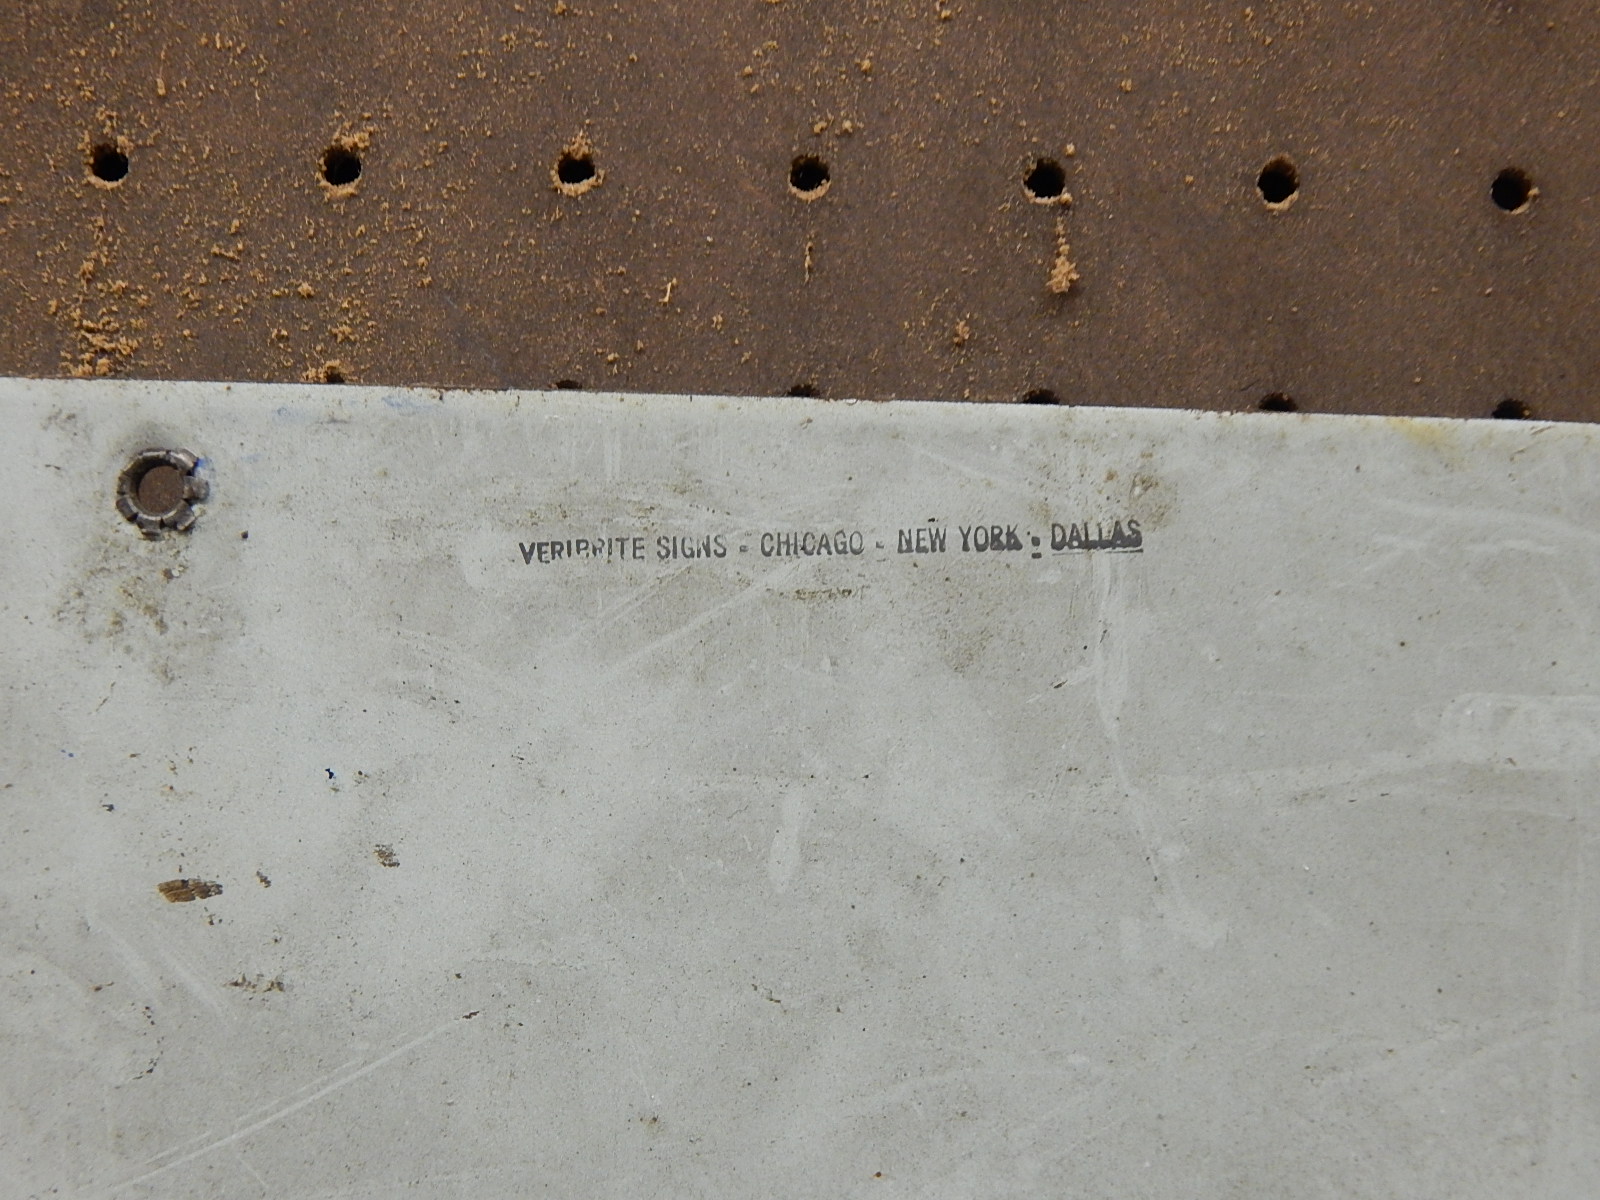 VERIBRITE SIGNS - CHICAGO - NEW YORK - DALLAS